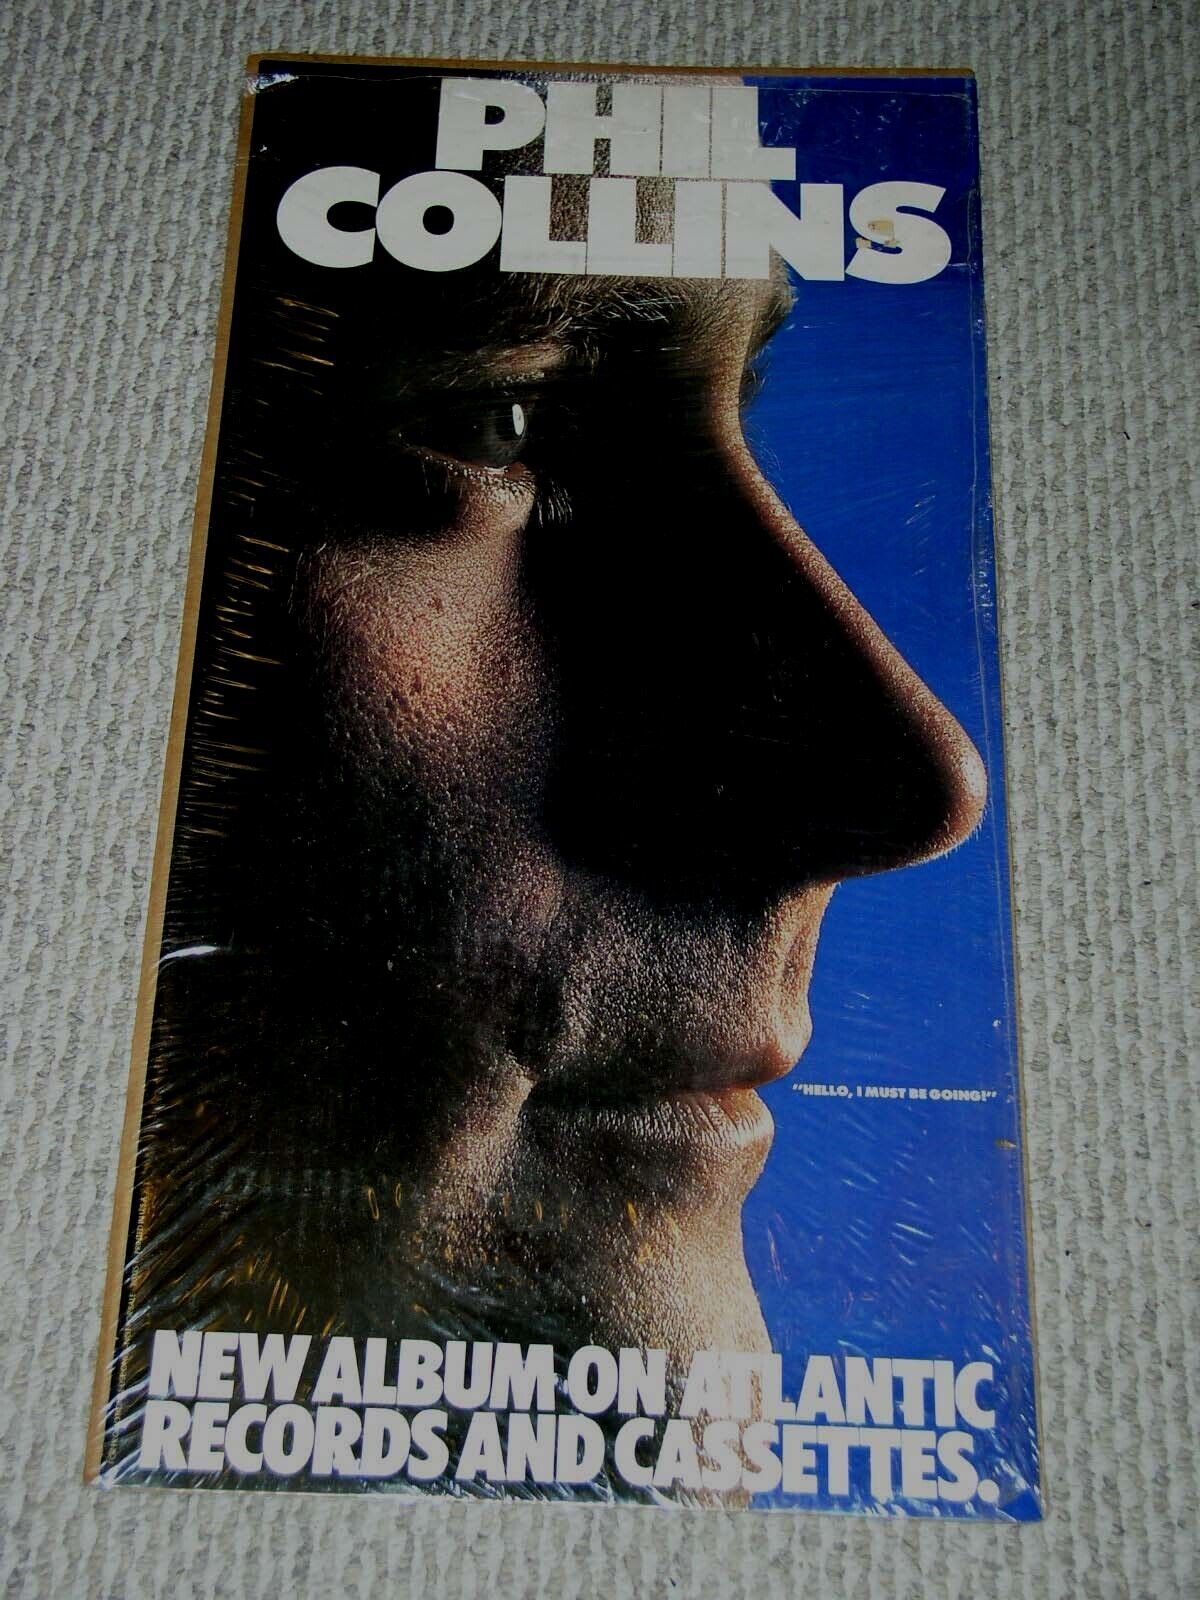 PHIL
COLLINS
"HELLO, I MUST BE GOING!"
NEW ALBUM ON ATLANTIC
RECORDS AND CASSETTES.